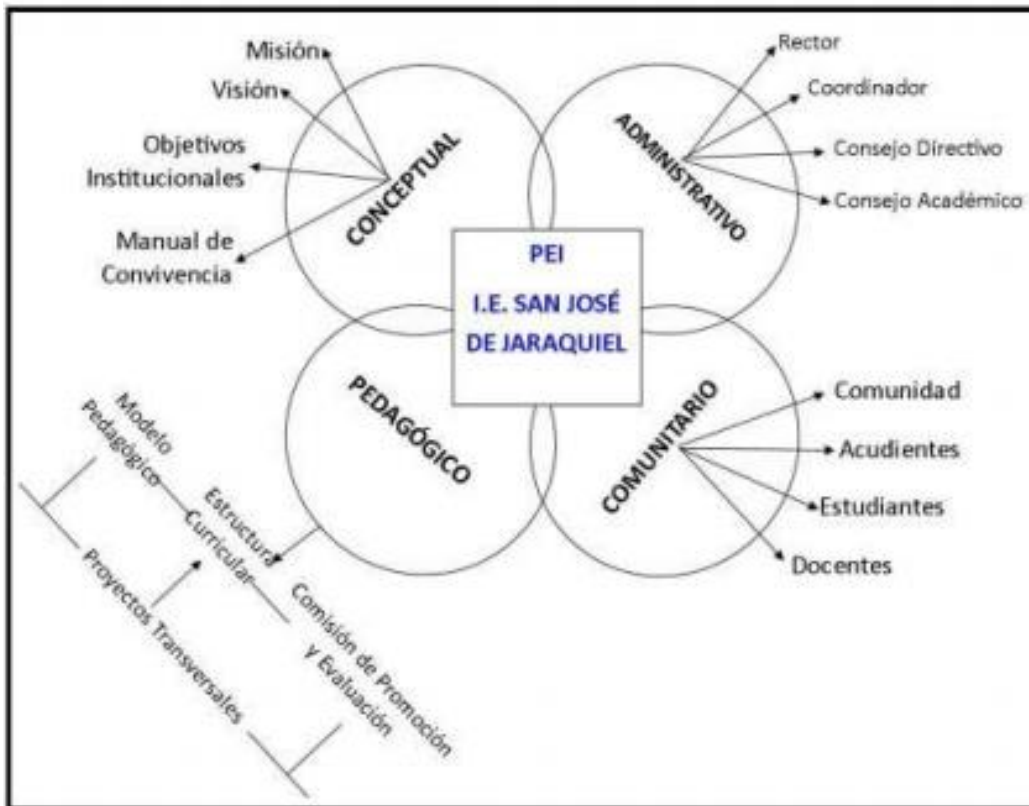 Misión
Visión
Objetivos
Institucionales
Manual de
Convivencia
CONCEPTUAL
Rector
Coordinador
Consejo Directivo
Consejo Académico
ADMINISTRATIVO
PEI
I.E. SAN JOSÉ
DE JARAQUIEL
PEDAGÓGICO
Modelo
Pedagógico
Estructura
Curricular
Proyectos Transversales
Comisión de Promoción
y Evaluación
COMUNITARIO
Comunidad
Acudientes
Estudiantes
Docentes